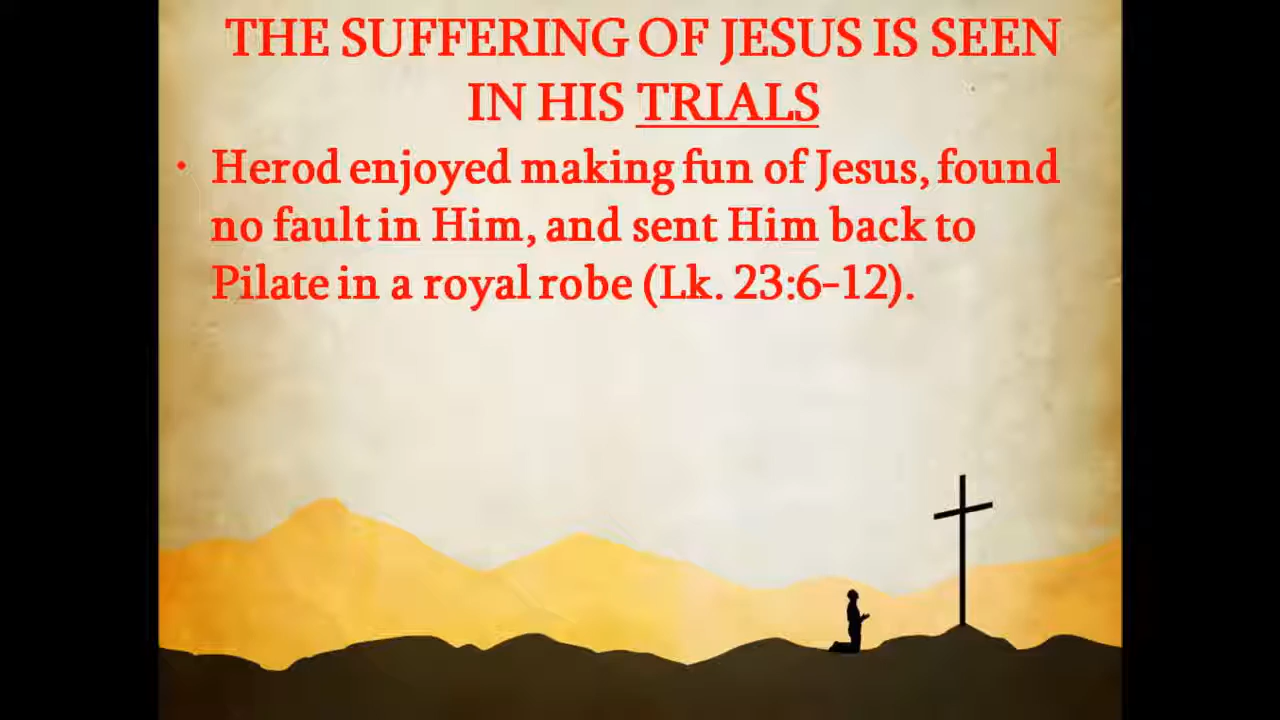 THE SUFFERING OF JESUS IS SEEN
IN HIS TRIALS
• Herod enjoyed making fun of Jesus, found
no fault in Him, and sent Him back to
Pilate in a royal robe (Lk. 23:6-12).